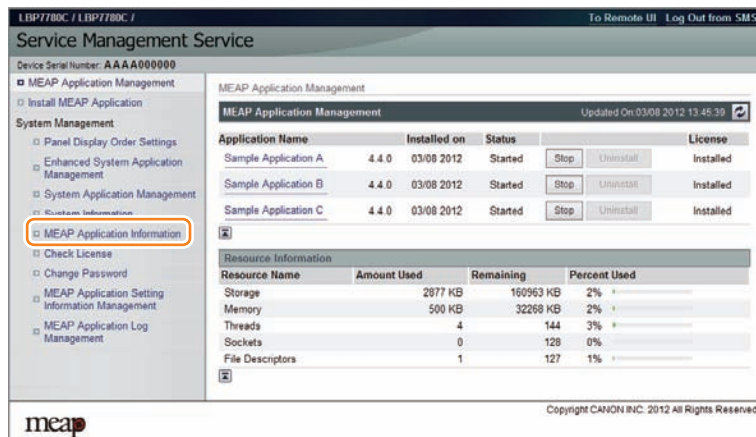 LBP7780C / LBP7780C /
To Remote UI Log Out from SMS
Service Management Service
Device Serial Number: AAAA000000
MEAP Application Management
Install MEAP Application
System Management
Panel Display Order Settings
Enhanced System Application
Management
System Application Management
System Information
MEAP Application Information
Check License
Change Password
MEAP Application Setting
Information Management
MEAP Application Log
Management
MEAP Application Management
MEAP Application Management Updated On:03/08 2012 13:45:39
Application Name Installed on Status License
Sample Application A 4.4.0 03/08 2012 Started Stop Uninstall Installed
Sample Application B 4.4.0 03/08 2012 Started Stop Uninstall Installed
Sample Application C 4.4.0 03/08 2012 Started Stop Uninstall Installed
Resource Information
Resource Name Amount Used Remaining Percent Used
Storage 2877 KB 160963 KB 2%
Memory 500 KB 32268 KB 2%
Threads 4 144 3%
Sockets 0 128 0%
File Descriptors 1 127 1%
Copyright CANON INC. 2012 All Rights Reserved
meap